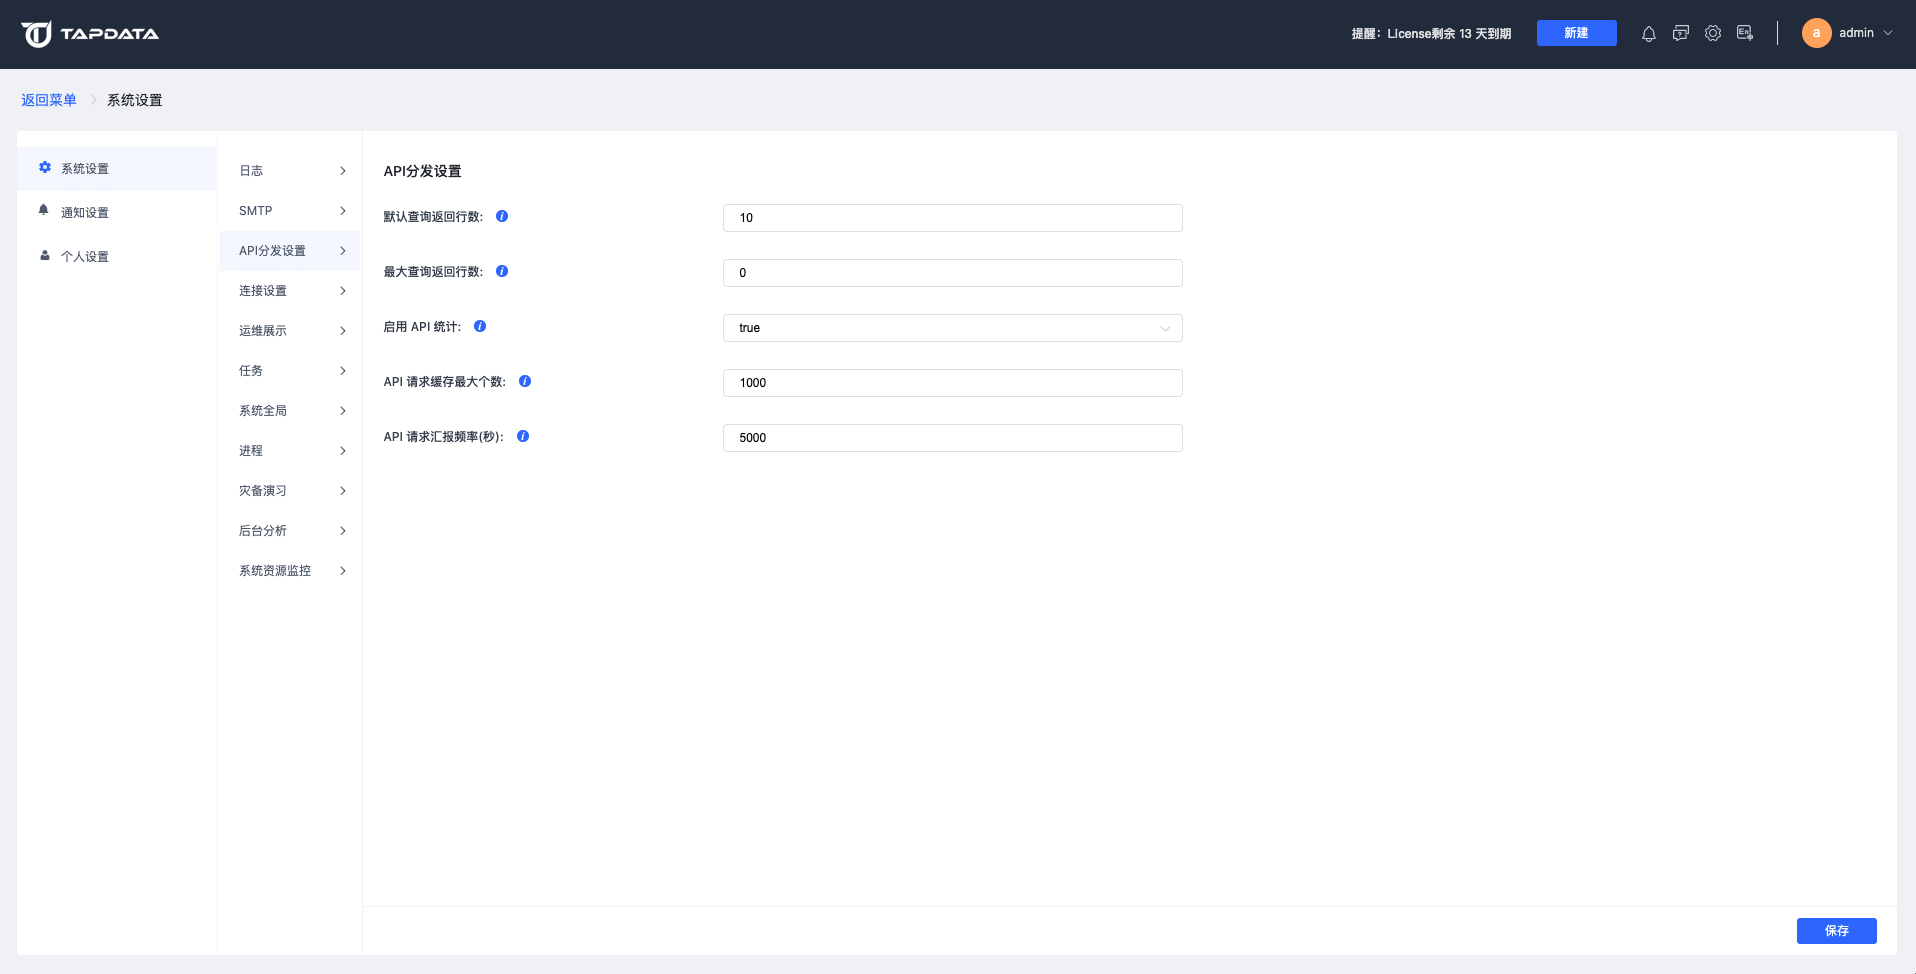 TAPDATA
提醒：License剩余 13 天到期
新建
En
a
admin
返回菜单
系统设置
系统设置
通知设置
个人设置
日志
SMTP
API分发设置
连接设置
运维展示
任务
系统全局
进程
灾备演习
后台分析
系统资源监控
API分发设置
默认查询返回行数:
10
最大查询返回行数:
0
启用 API 统计:
true
API 请求缓存最大个数:
1000
API 请求汇报频率(秒):
5000
保存